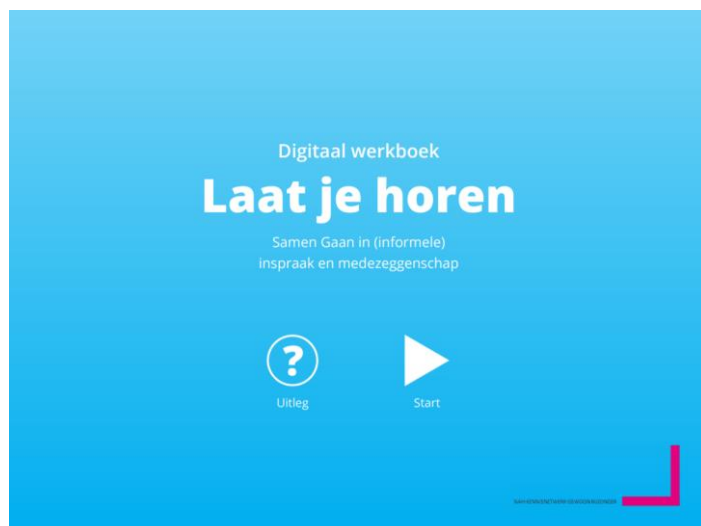 Digitaal werkboek
Laat je horen
Samen Gaan in (informele)
inspraak en medezeggenschap
?
Uitleg
Start